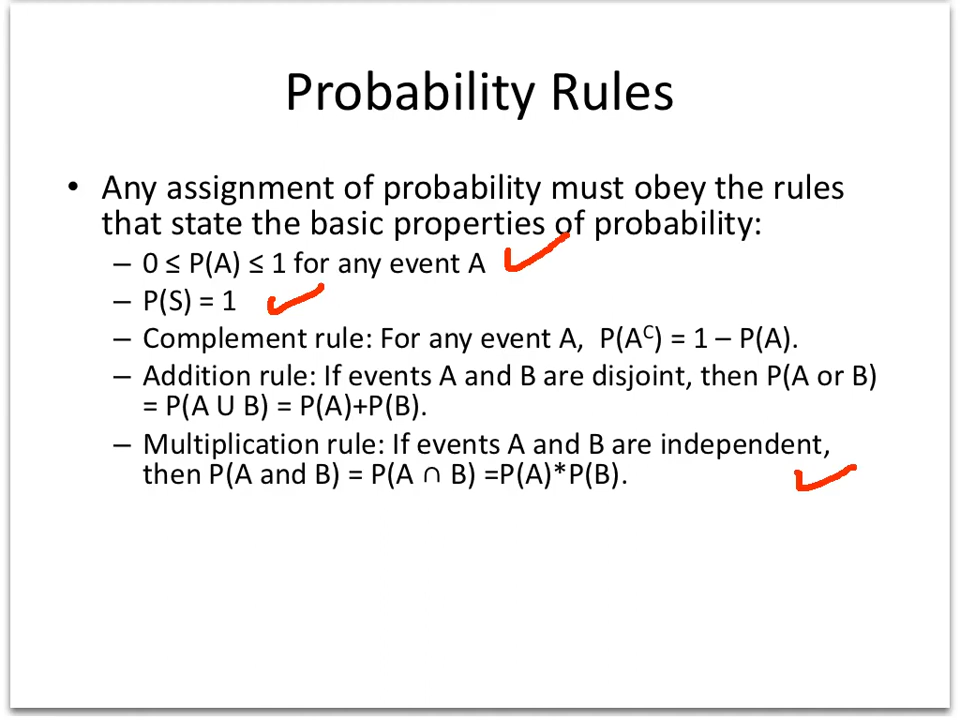 Probability Rules
• Any assignment of probability must obey the rules
that state the basic properties of probability:
– 0 ≤ P(A) ≤ 1 for any event A
– P(S) = 1
– Complement rule: For any event A,  P(Aᶜ) = 1 – P(A).
– Addition rule: If events A and B are disjoint, then P(A or B)
= P(A U B) = P(A)+P(B).
– Multiplication rule: If events A and B are independent,
then P(A and B) = P(A ∩ B) =P(A)*P(B).